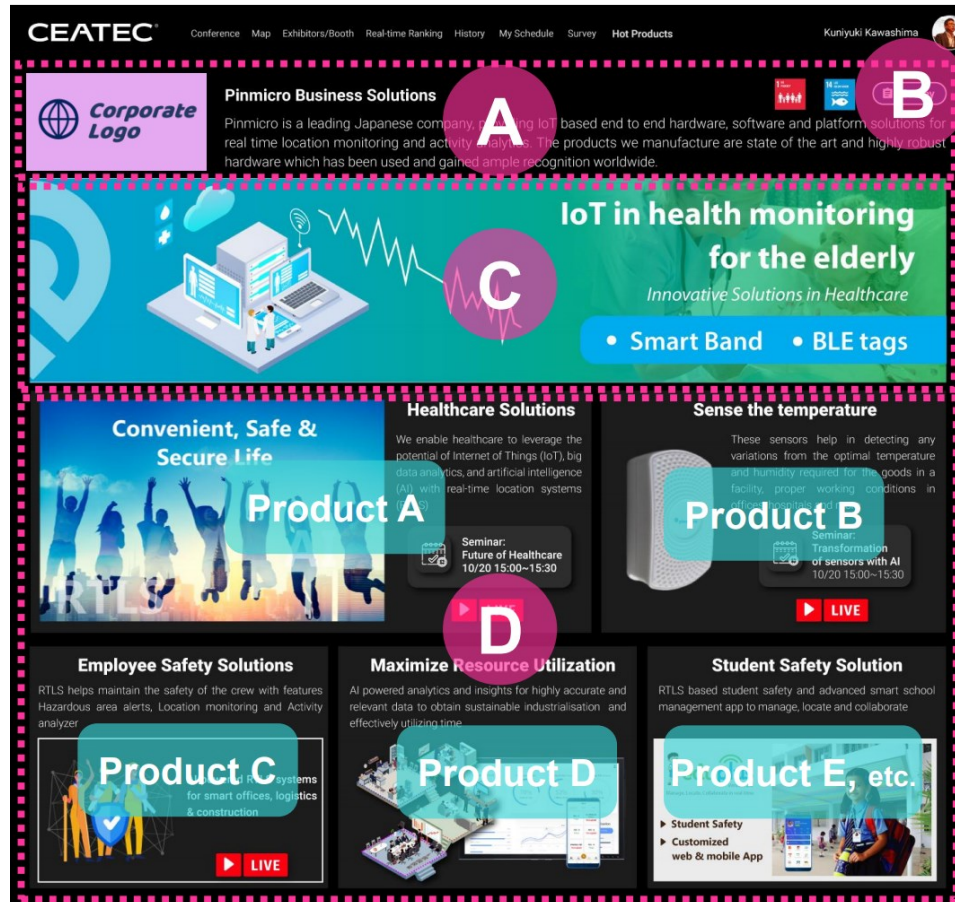 CEATEC
Conference Map Exhibitors/Booth Real-time Ranking History My Schedule Survey Hot Products
Kuniyuki Kawashima
B
Corporate
Logo
Pinmicro Business Solutions
A
Pinmicro is a leading Japanese company, IoT based end to end hardware, software and platform solutions for
real time location monitoring and activity analytics. The products we manufacture are state of the art and highly robust
hardware which has been used and gained ample recognition worldwide.
IoT in health monitoring
for the elderly
C
Innovative Solutions in Healthcare
• Smart Band • BLE tags
Convenient, Safe &
Secure Life
RTLS
Healthcare Solutions
We enable healthcare to leverage the
potential of Internet of Things (IoT), big
data analytics, and artificial intelligence
(AI) with real-time location systems
Product A
Seminar:
Future of Healthcare
10/20 15:00~15:30
LIVE
Sense the temperature
These sensors help in detecting any
variations from the optimal temperature
and humidity required for the goods in a
facility, proper working conditions in
Product B
Seminar:
Transformation
of sensors with AI
10/20 15:00~15:30
LIVE
D
Employee Safety Solutions
RTLS helps maintain the safety of the crew with features
Hazardous area alerts, Location monitoring and Activity
analyzer
Product C
systems
for smart offices, logistics
& construction
LIVE
Maximize Resource Utilization
AI powered analytics and insights for highly accurate and
relevant data to obtain sustainable industrialisation and
effectively utilizing time
Product D
Student Safety Solution
RTLS based student safety and advanced smart school
management app to manage, locate and collaborate
Product E, etc.
Student Safety
Customized
web & mobile App